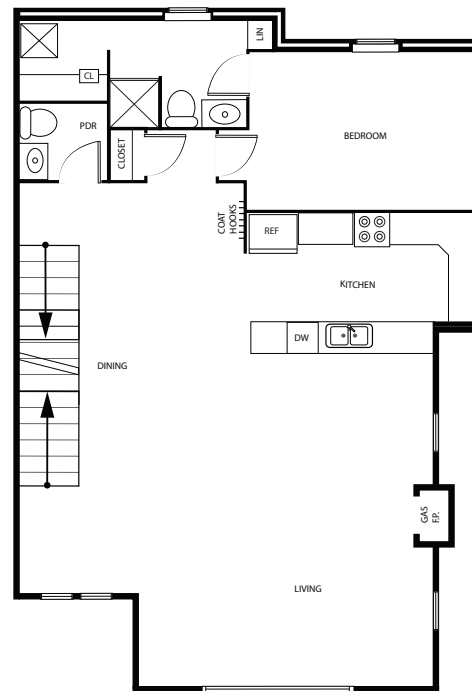 LIN
CL
PDR
BEDROOM
CLOSET
COAT
HOOKS
REF
KITCHEN
DW
DINING
GAS
F.P.
LIVING